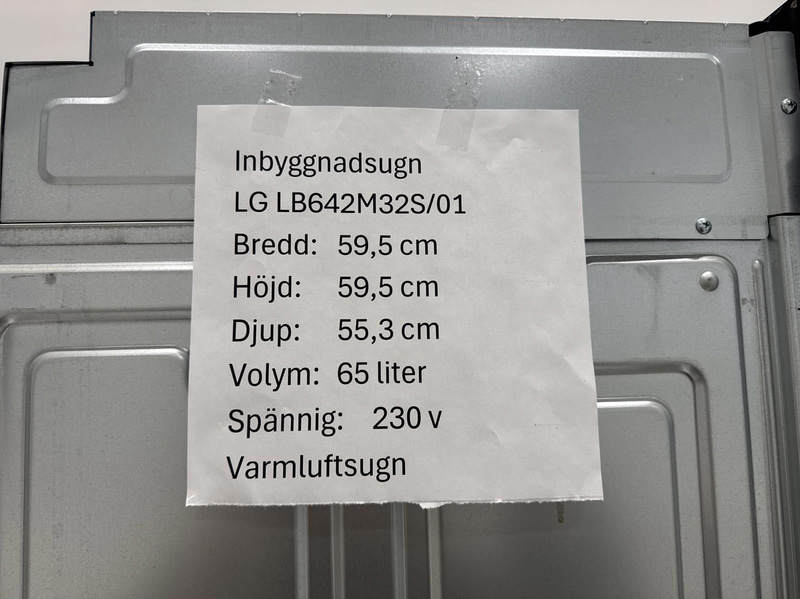 Inbyggnadsugn
LG LB642M32S/01
Bredd: 59,5 cm
Höjd: 59,5 cm
Djup: 55,3 cm
Volym: 65 liter
Spännig: 230 v
Varmluftsugn